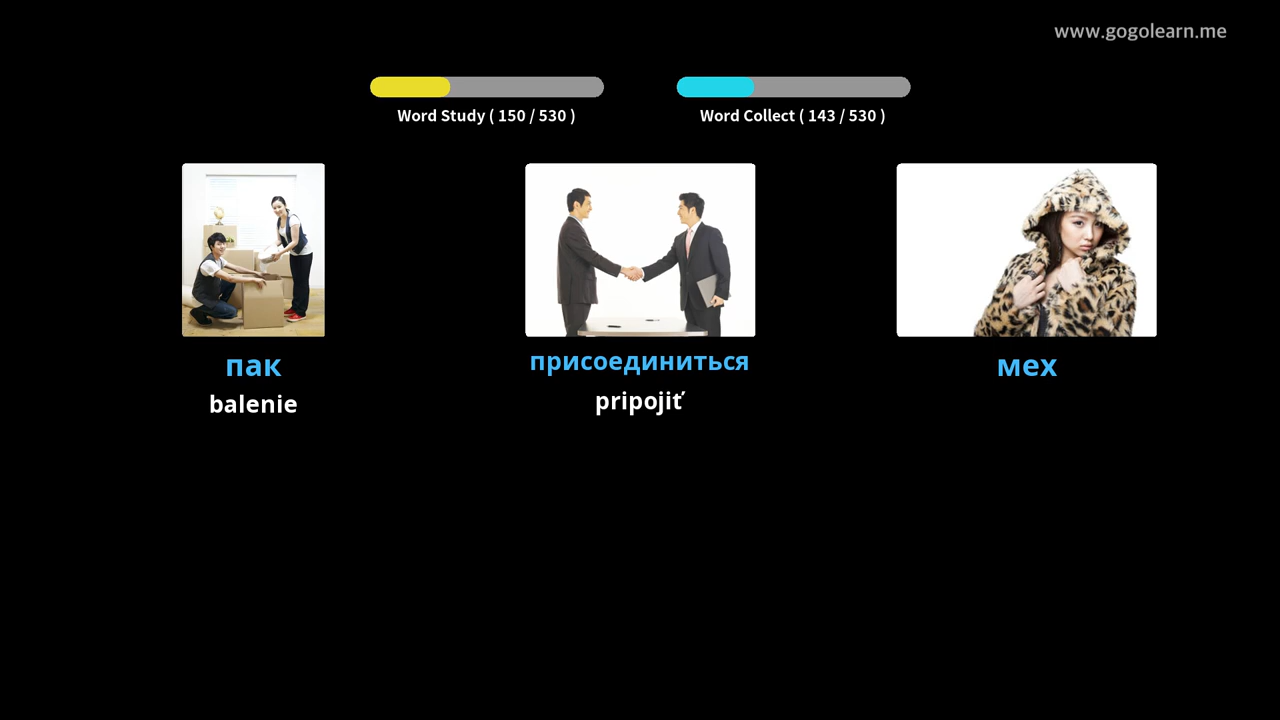 www.gogolearn.me
Word Study ( 150 / 530 )
Word Collect ( 143 / 530 )
пак
balenie
присоединиться
pripojiť
мех